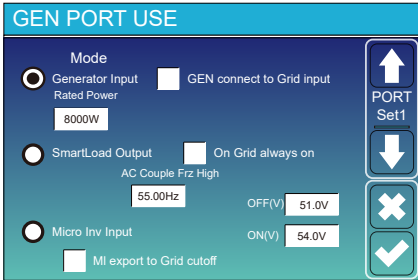 GEN PORT USE
Mode
Generator Input
GEN connect to Grid input
Rated Power
8000W
PORT
Set1
SmartLoad Output
On Grid always on
AC Couple Frz High
55.00Hz
OFF(V)
51.0V
Micro Inv Input
ON(V)
54.0V
MI export to Grid cutoff